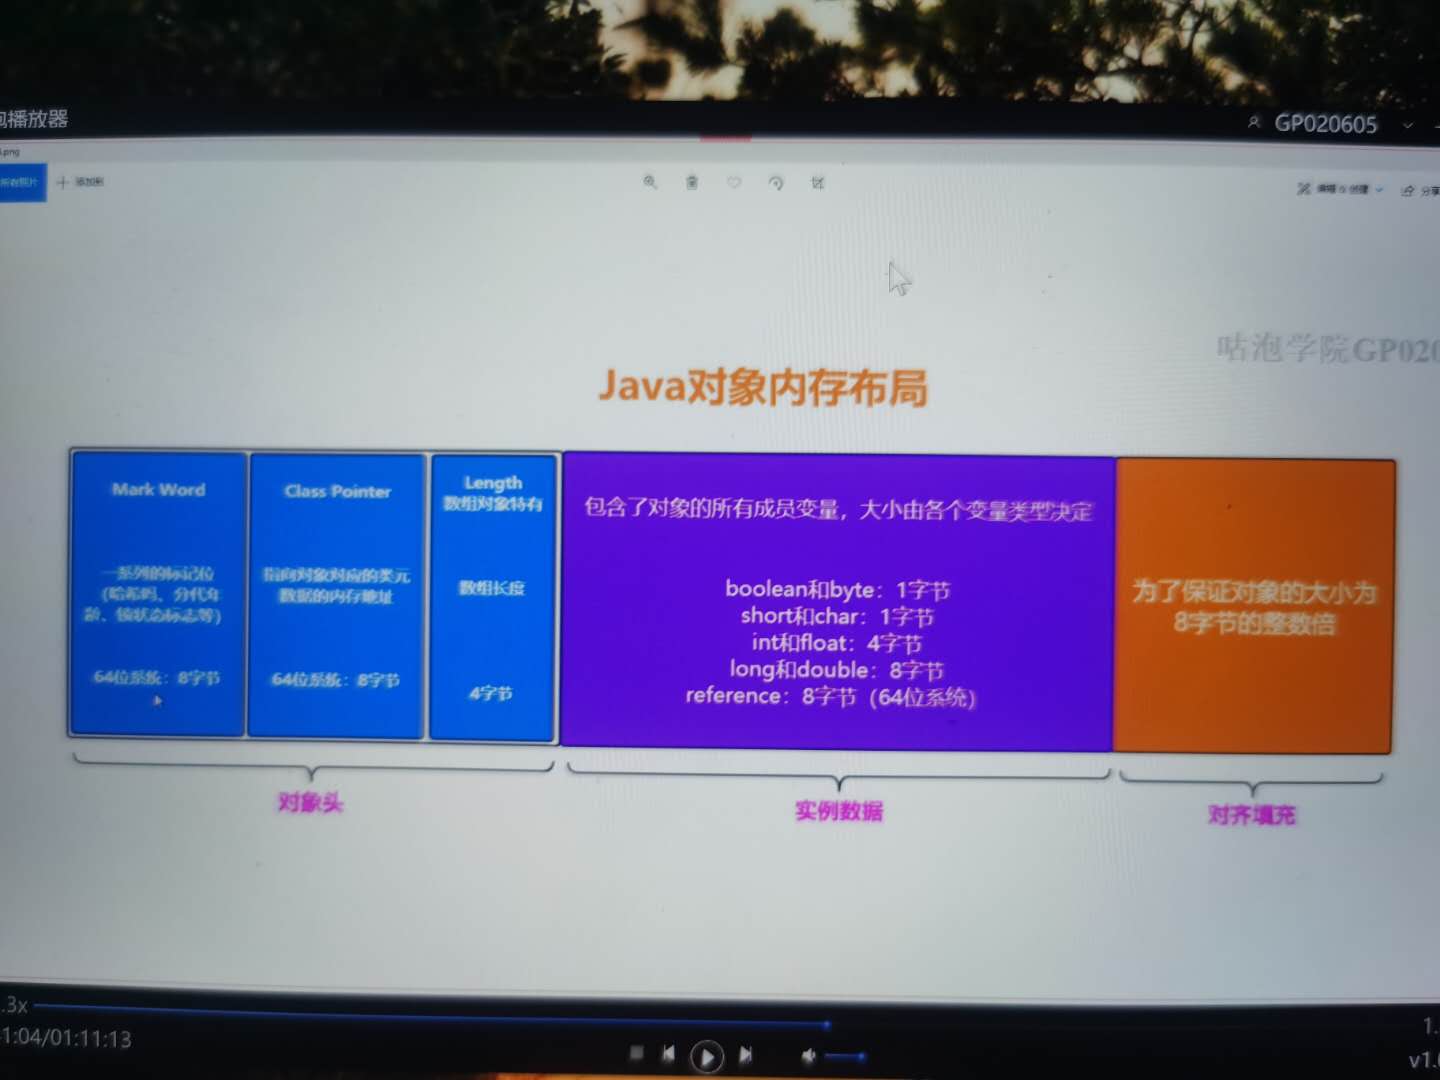 播放器
GP020605
.png
所有照片
添加到
编辑 & 创建
分享
咕泡学院GP020
Java对象内存布局
Mark Word
一系列的标记位
（哈希码、分代年
龄、锁状态标志等）
64位系统：8字节
Class Pointer
指向对象对应的类元
数据的内存地址
64位系统：8字节
Length
数组对象特有
数组长度
4字节
包含了对象的所有成员变量，大小由各个变量类型决定
boolean和byte：1字节
short和char：1字节
int和float：4字节
long和double：8字节
reference：8字节（64位系统）
为了保证对象的大小为
8字节的整数倍
对象头
实例数据
对齐填充
.3x
1:04/01:11:13